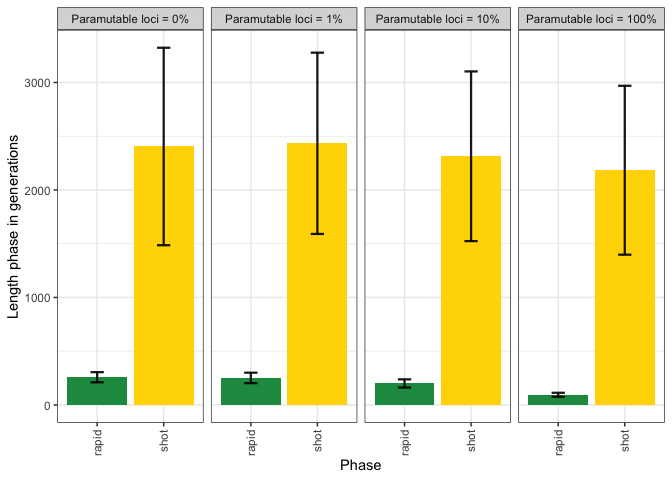 Paramutable loci = 0%
Paramutable loci = 1%
Paramutable loci = 10%
Paramutable loci = 100%
Length phase in generations
3000
2000
1000
0
rapid
shot
rapid
shot
rapid
shot
rapid
shot
Phase